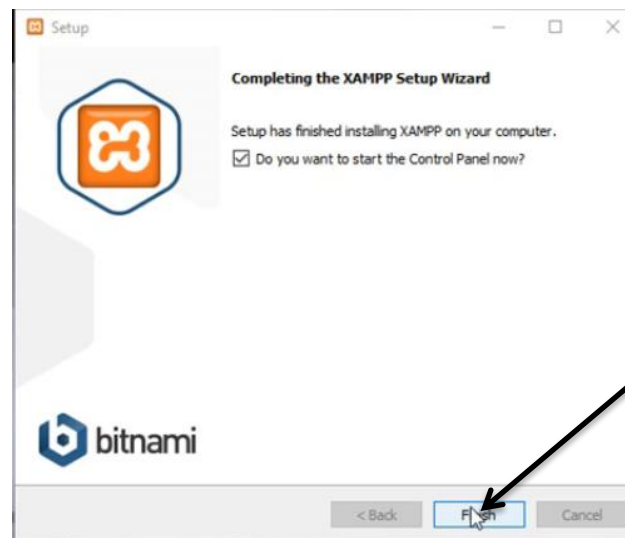 Setup
Completing the XAMPP Setup Wizard
Setup has finished installing XAMPP on your computer.
Do you want to start the Control Panel now?
bitnami
< Back
Finish
Cancel